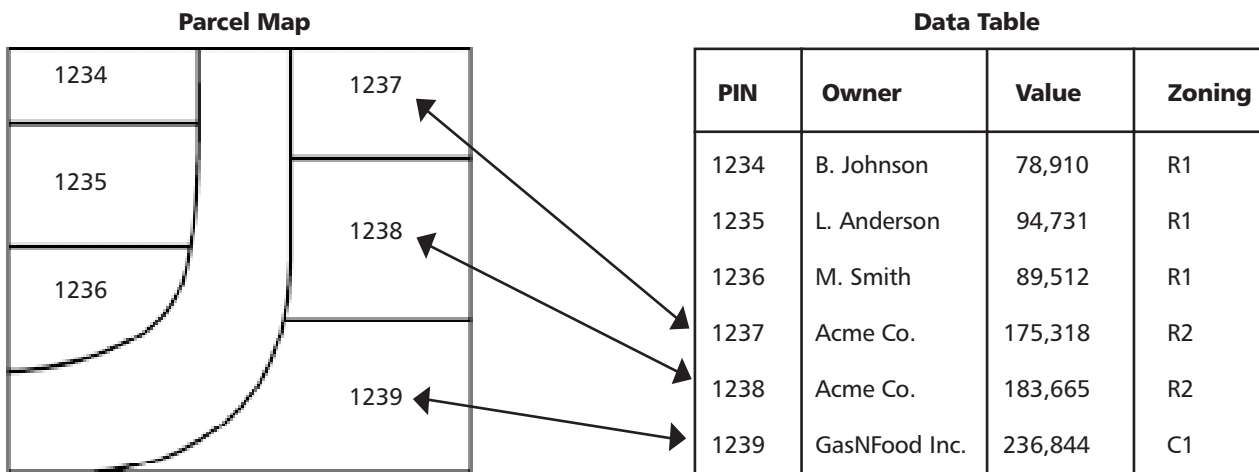 Parcel Map
1234
1235
1236
1237
1238
1239
Data Table
PIN Owner Value Zoning
1234 B. Johnson 78,910 R1
1235 L. Anderson 94,731 R1
1236 M. Smith 89,512 R1
1237 Acme Co. 175,318 R2
1238 Acme Co. 183,665 R2
1239 GasNFood Inc. 236,844 C1